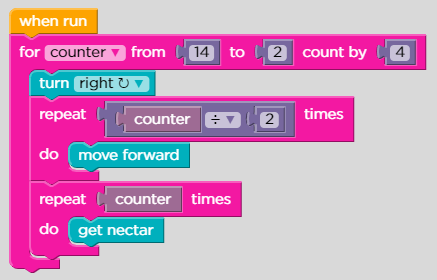 when run
for counter ▼ from 14 to 2 count by 4
turn right ↻ ▼
repeat counter ÷ ▼ 2 times
do move forward
repeat counter times
do get nectar